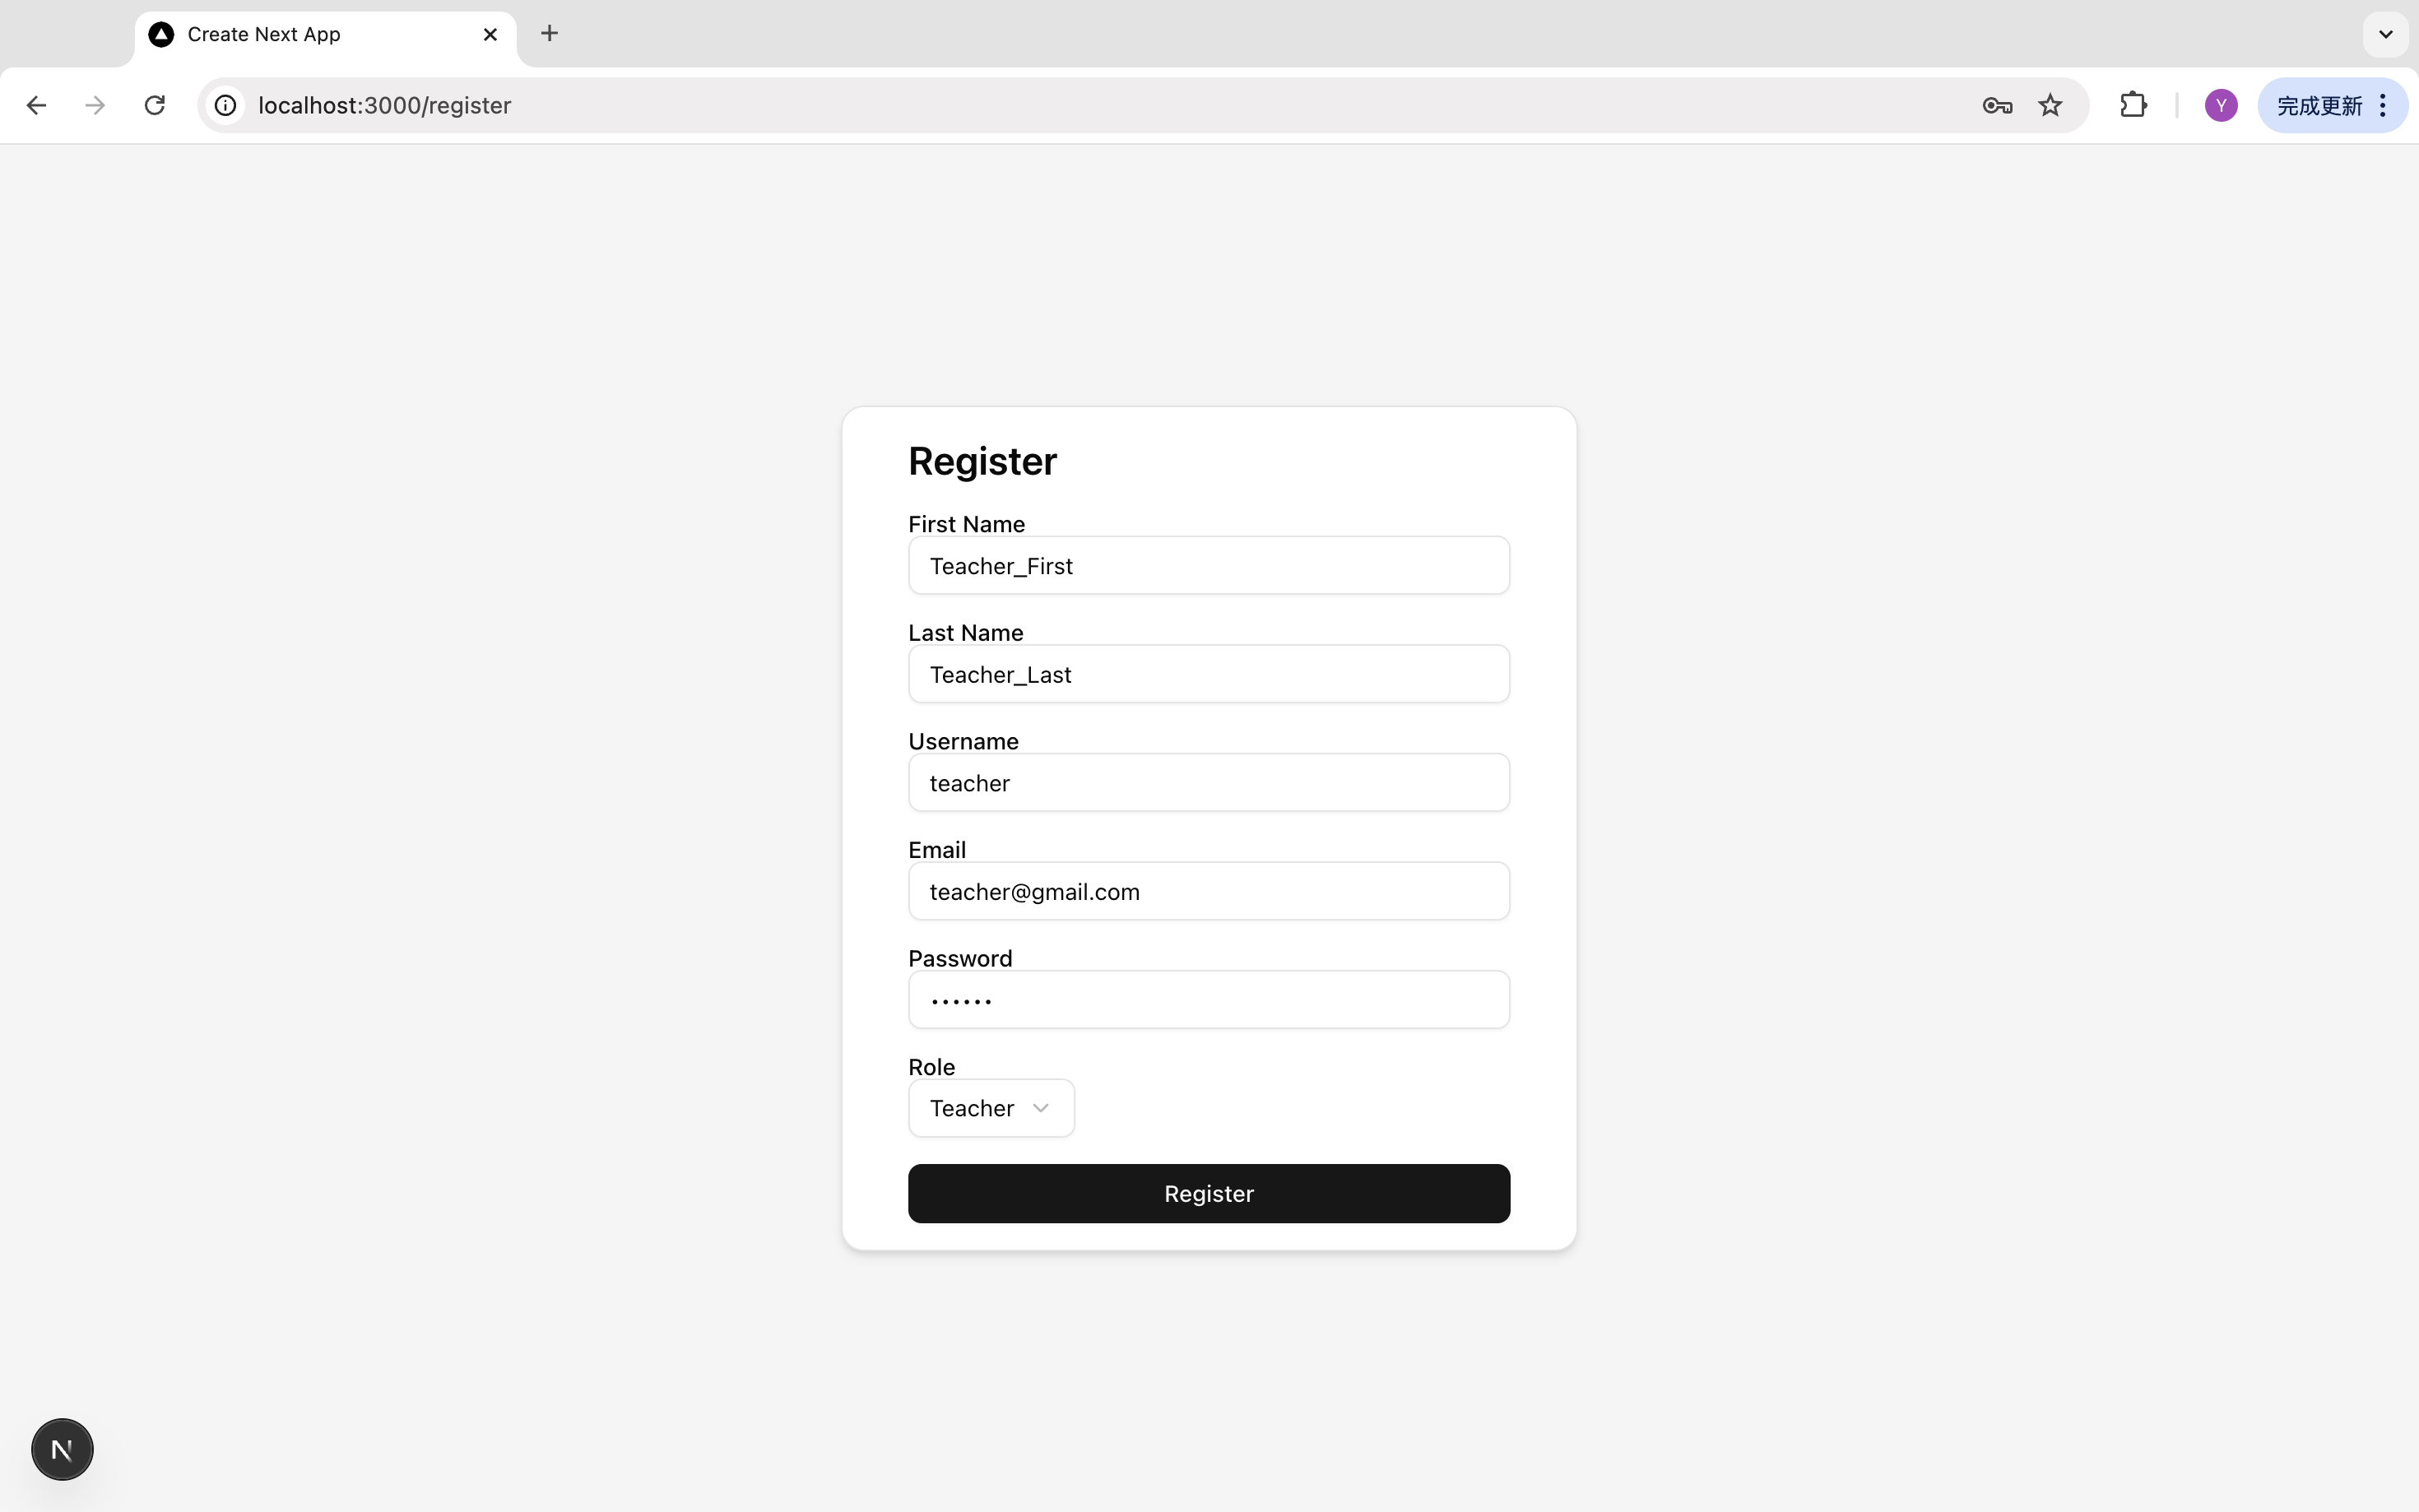 Create Next App
localhost:3000/register
Y
完成更新
Register
First Name
Teacher_First
Last Name
Teacher_Last
Username
teacher
Email
teacher@gmail.com
Password
••••••
Role
Teacher
Register
N